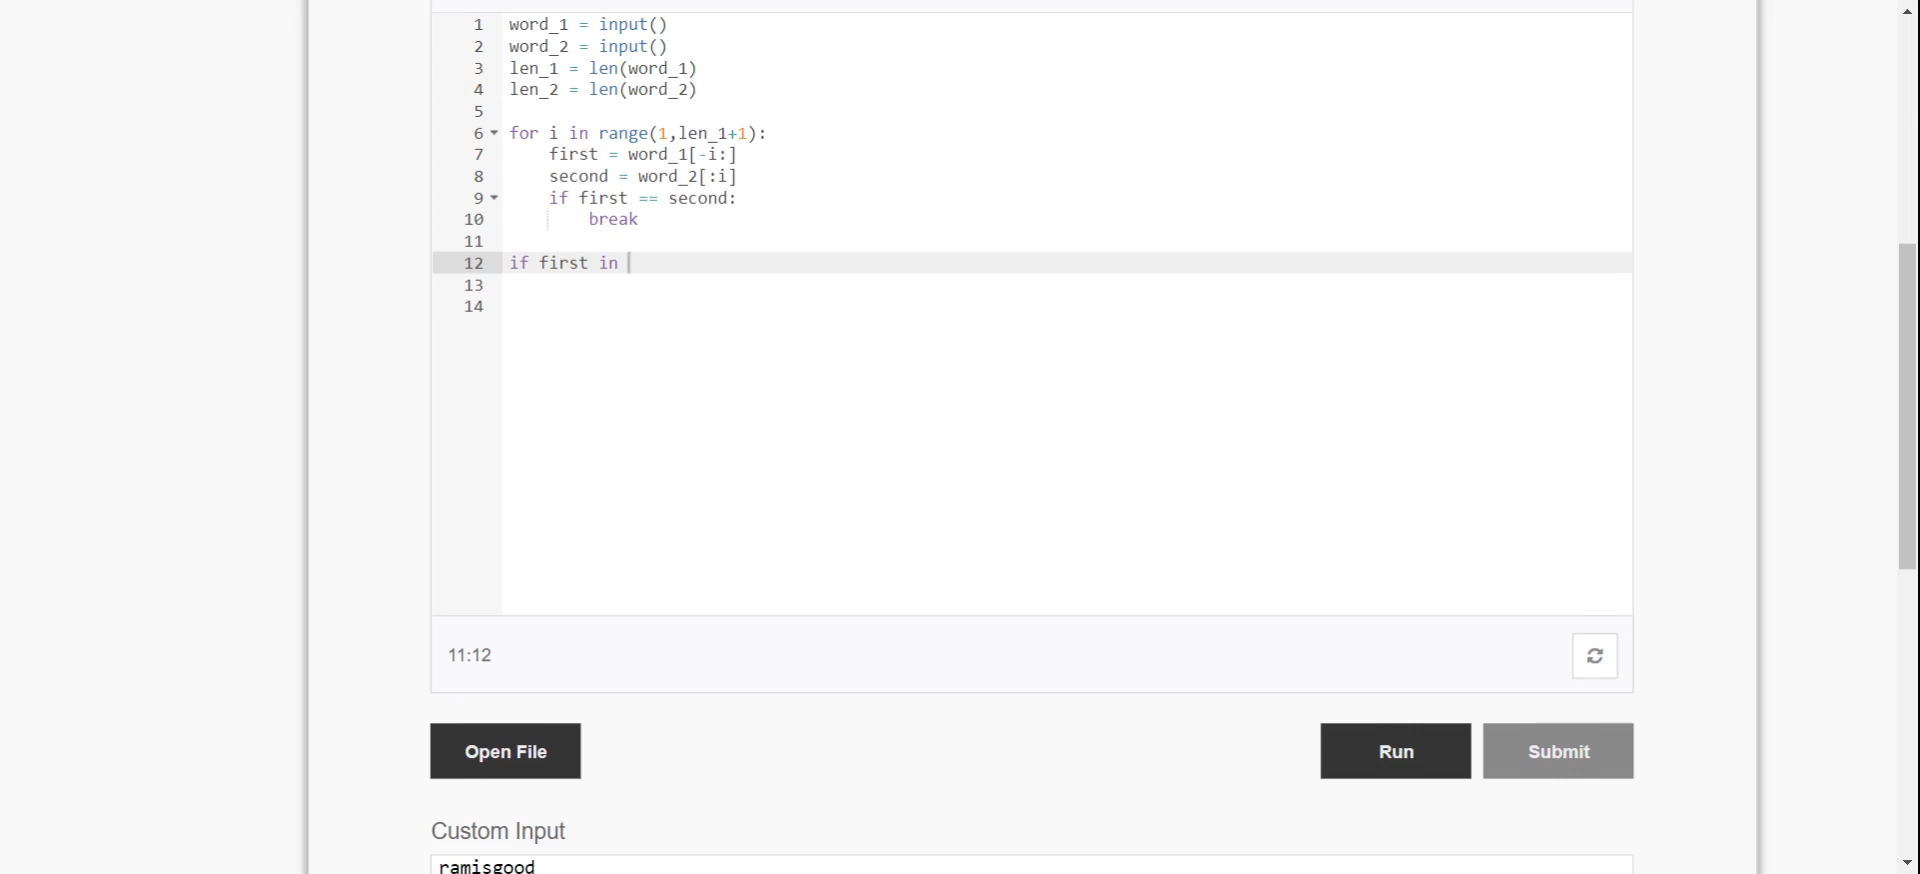 1 word_1 = input()
2 word_2 = input()
3 len_1 = len(word_1)
4 len_2 = len(word_2)
5
6 for i in range(1,len_1+1):
7     first = word_1[-i:]
8     second = word_2[:i]
9     if first == second:
10         break
11
12 if first in
13
14
11:12
Open File
Run
Submit
Custom Input
ramisgood